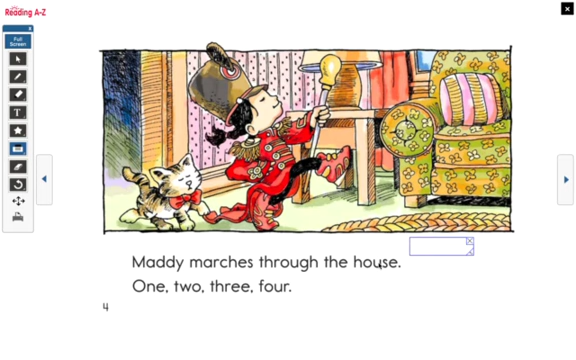 Reading A-Z
Full
Screen
T
Maddy marches through the house.
One, two, three, four.
4